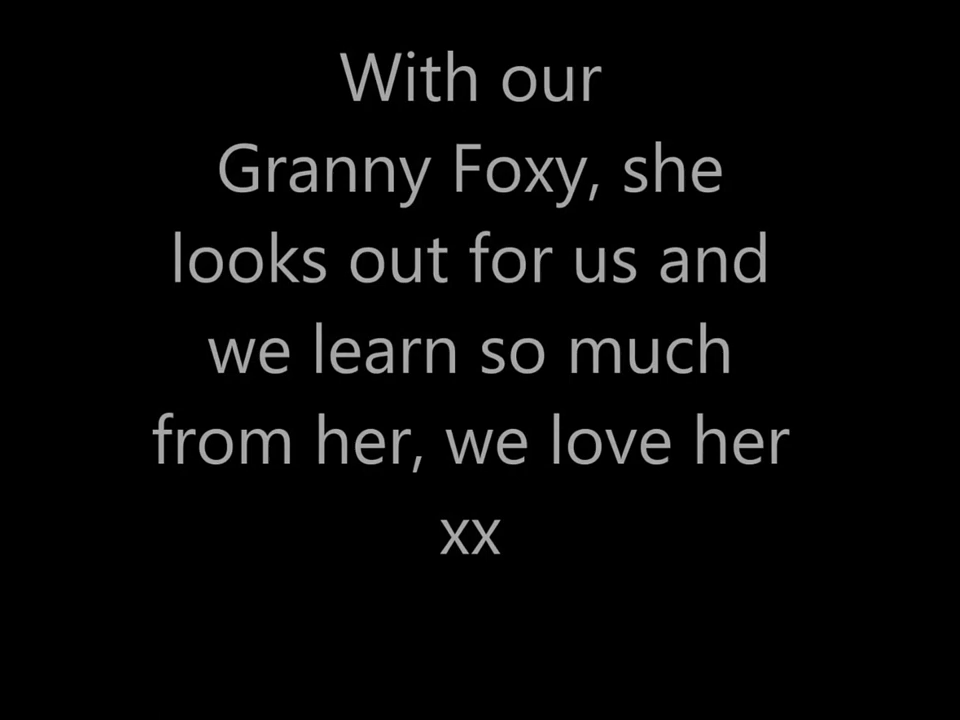 With our
Granny Foxy, she
looks out for us and
we learn so much
from her, we love her
xx